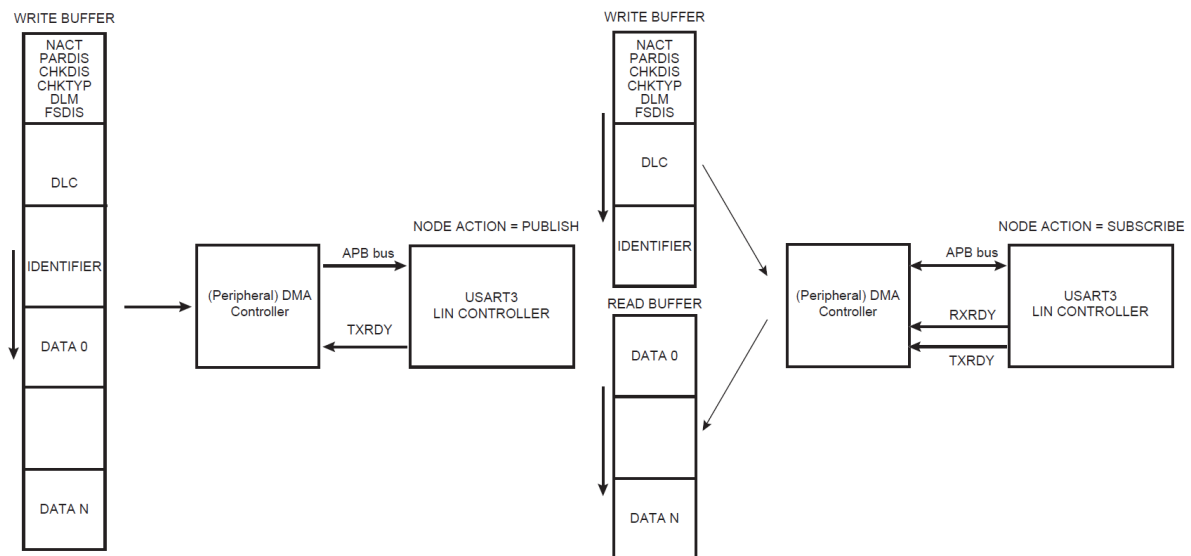 WRITE BUFFER
NACT
PARDIS
CHKDIS
CHKTYP
DLM
FSDIS
DLC
IDENTIFIER
DATA 0
DATA N
(Peripheral) DMA
Controller
APB bus
TXRDY
NODE ACTION = PUBLISH
USART3
LIN CONTROLLER
WRITE BUFFER
NACT
PARDIS
CHKDIS
CHKTYP
DLM
FSDIS
DLC
IDENTIFIER
READ BUFFER
DATA 0
DATA N
(Peripheral) DMA
Controller
APB bus
RXRDY
TXRDY
NODE ACTION = SUBSCRIBE
USART3
LIN CONTROLLER